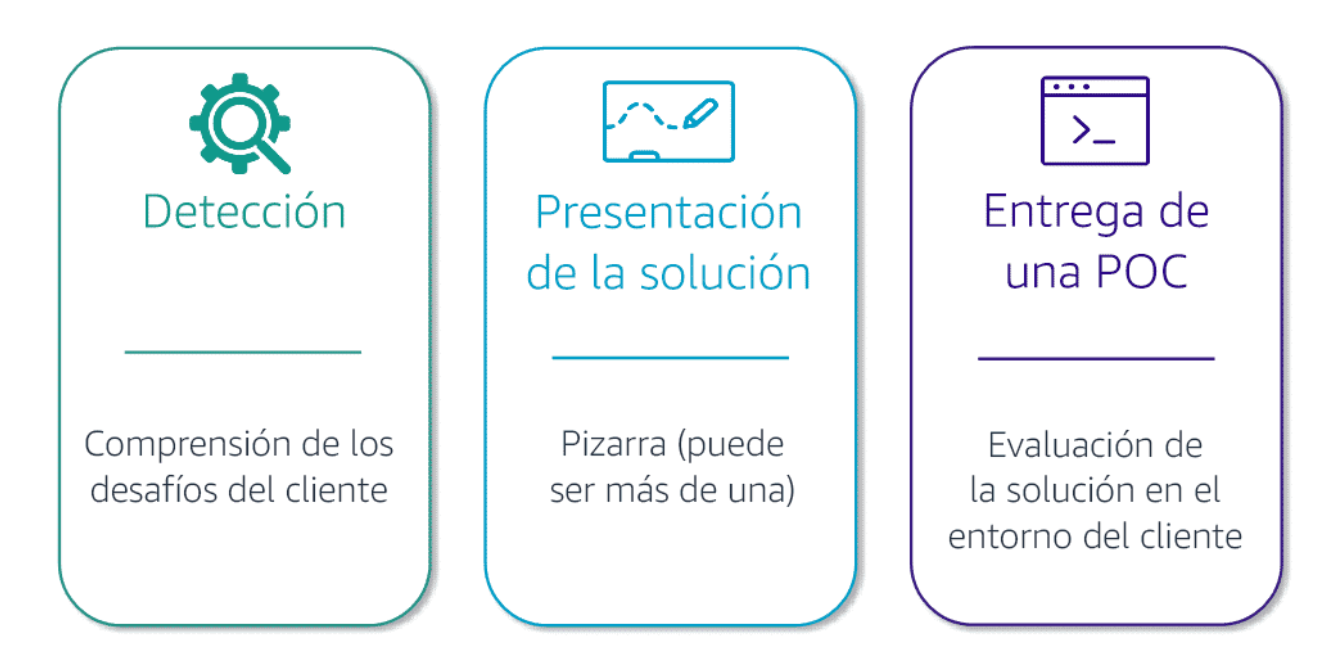 Detección
Comprensión de los
desafíos del cliente
Presentación
de la solución
Pizarra (puede
ser más de una)
>_
Entrega de
una POC
Evaluación de
la solución en el
entorno del cliente